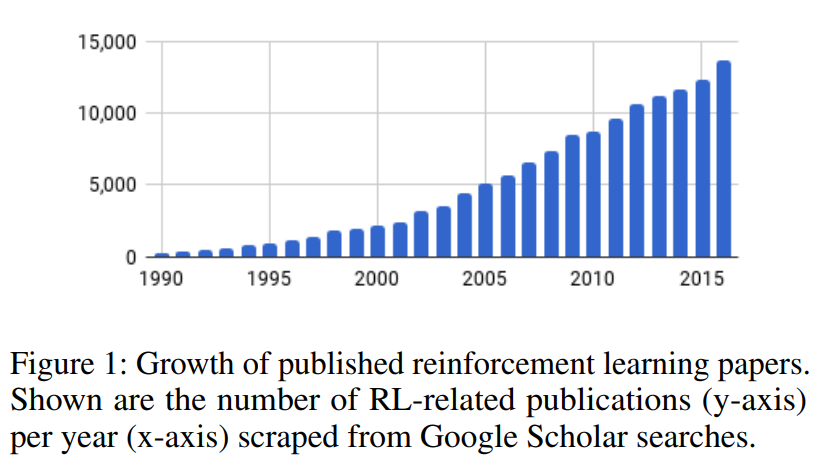 15,000
10,000
5,000
0
1990 1995 2000 2005 2010 2015
Figure 1: Growth of published reinforcement learning papers.
Shown are the number of RL-related publications (y-axis)
per year (x-axis) scraped from Google Scholar searches.